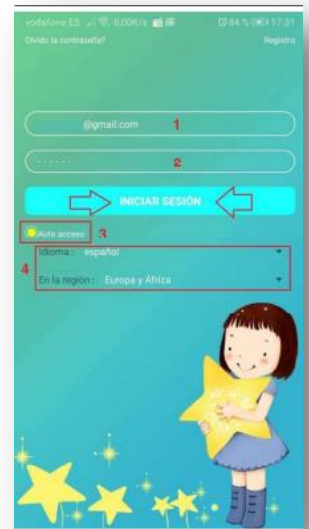 vodafone ES 0,00K/s 84 % 17:31
Olvido la contraseña? Registro
@gmail.com 1
...... 2
INICIAR SESIÓN
Auto acceso 3
Idioma: español
4
En la región: Europa y África